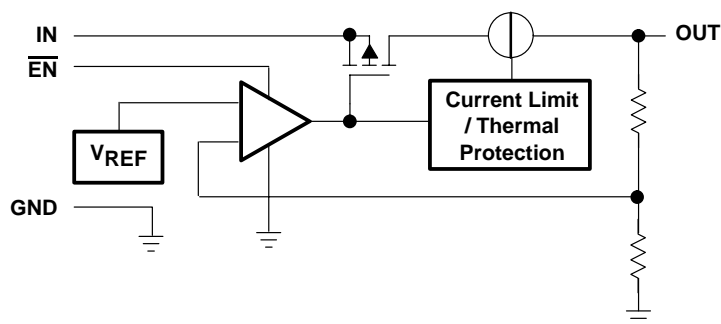 IN
OUT
EN
Current Limit
/ Thermal
Protection
VREF
GND